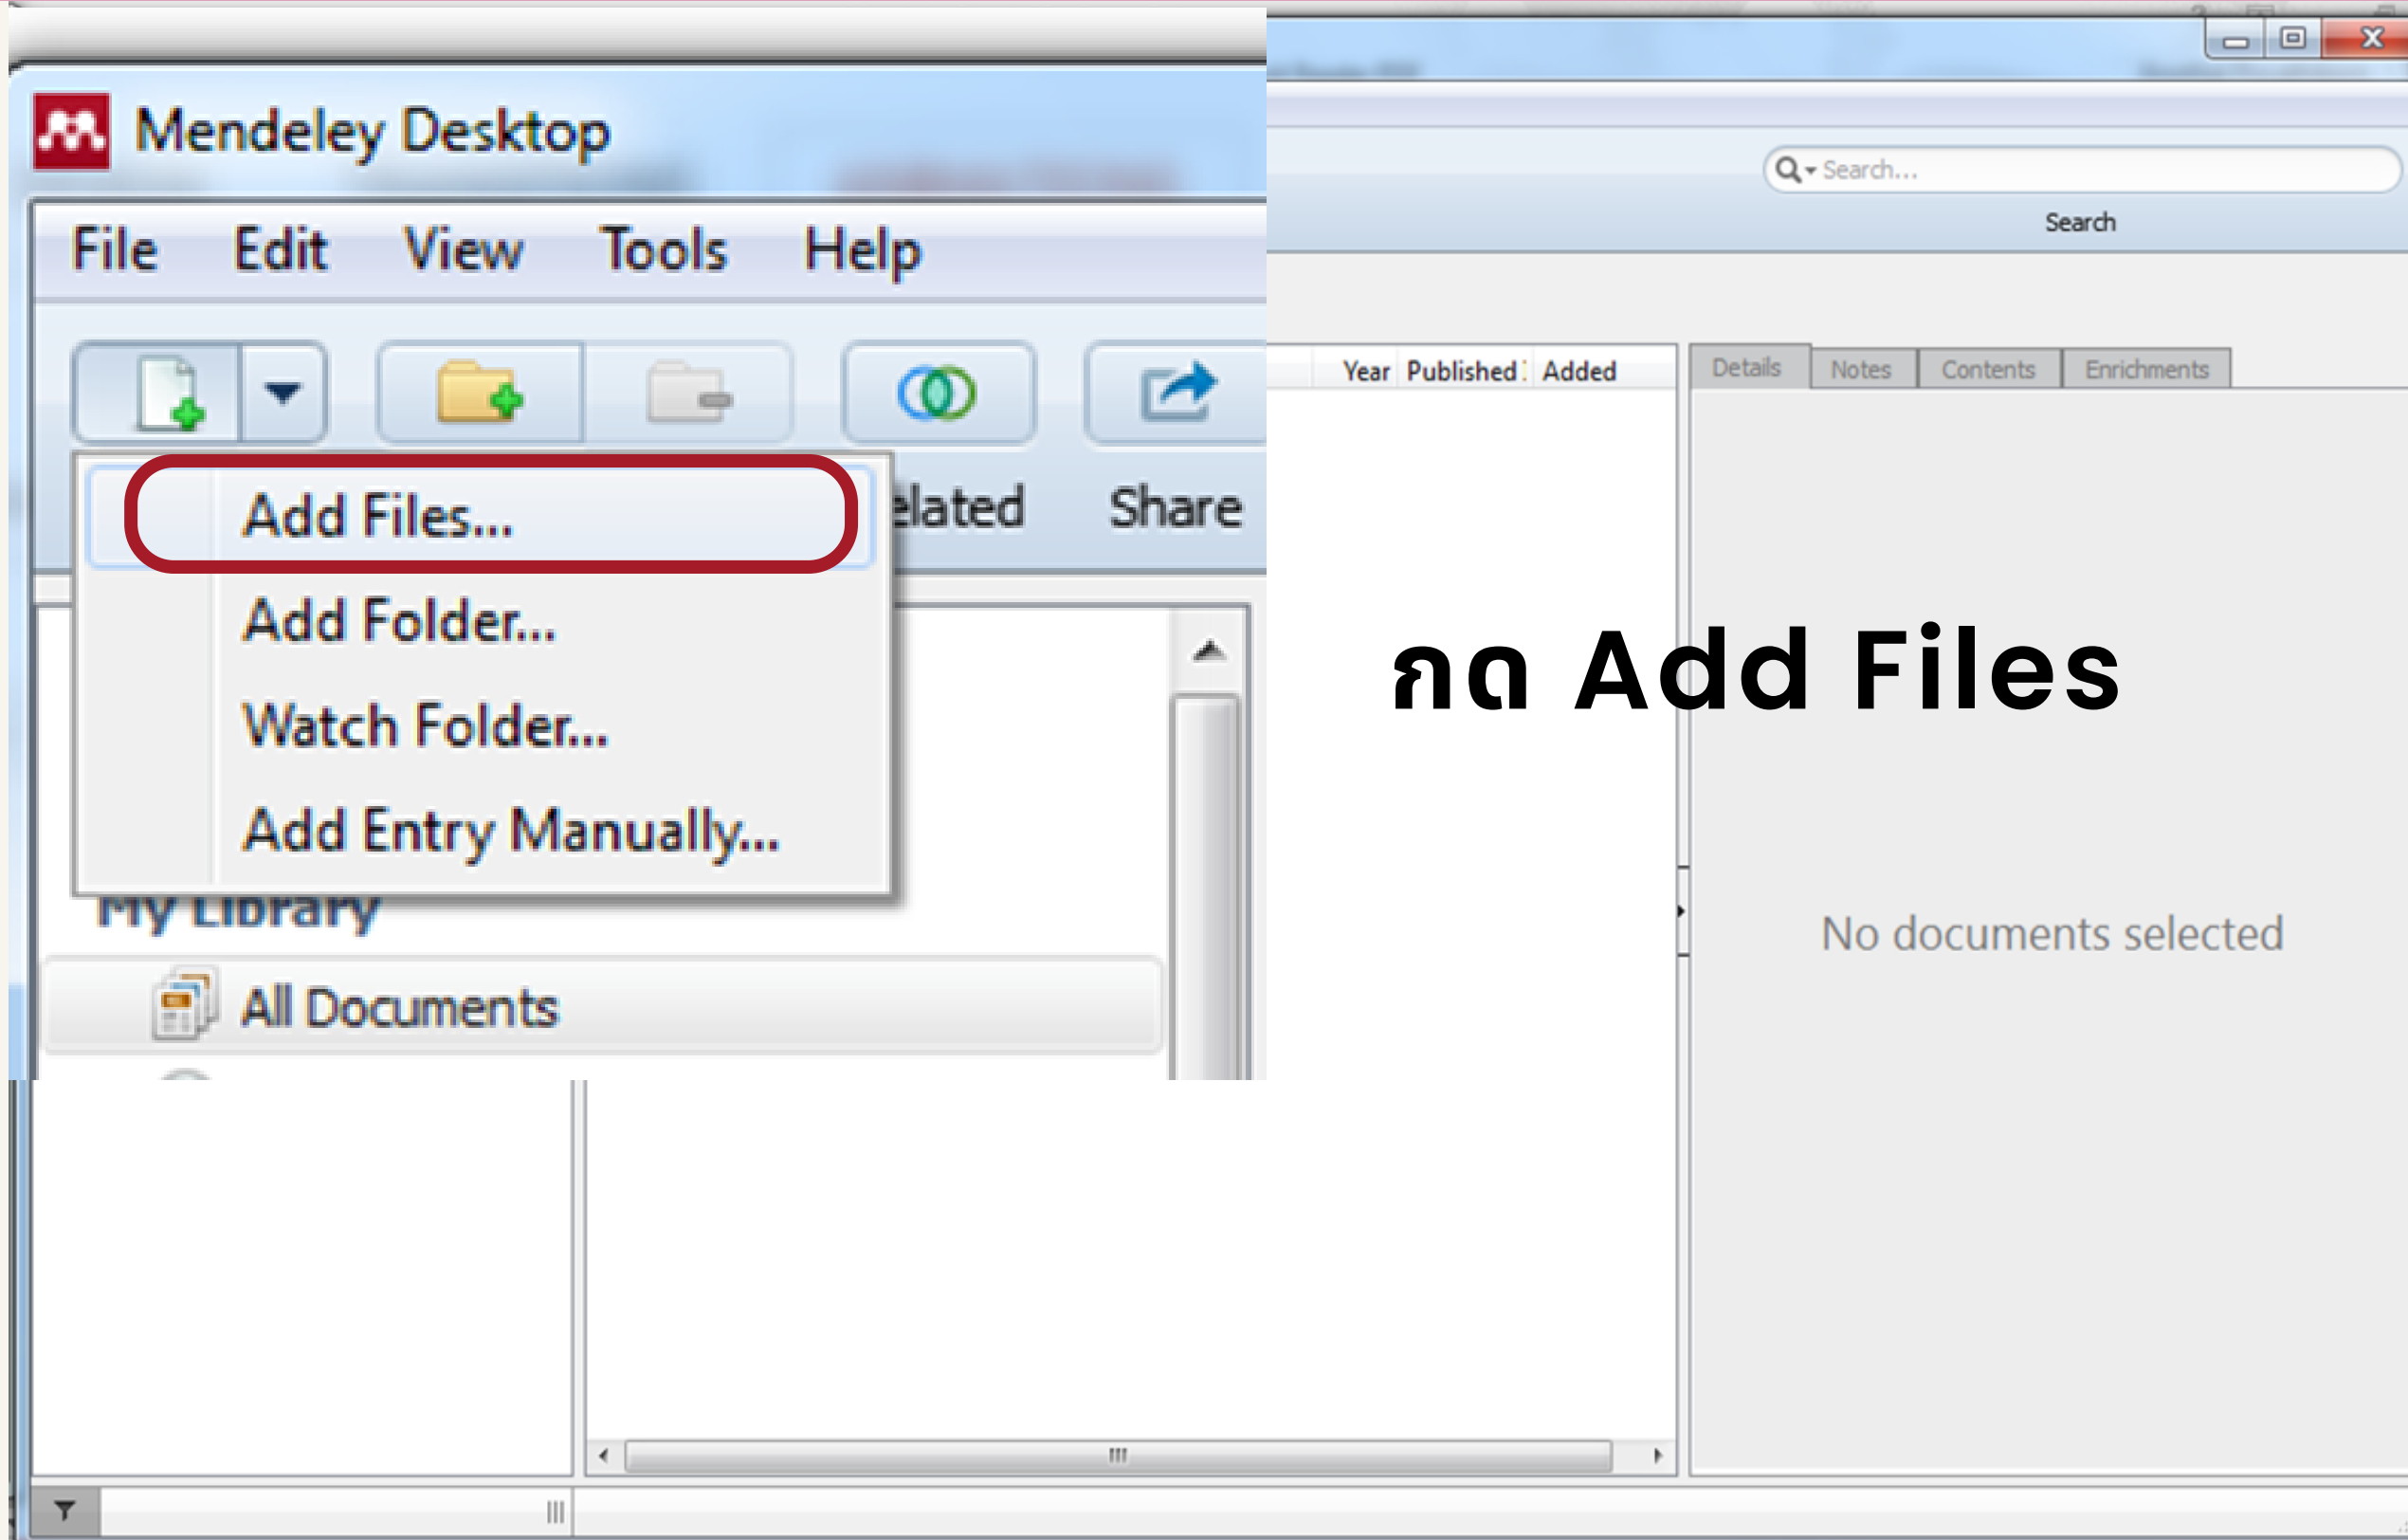 Mendeley Desktop
File Edit View Tools Help
Search...
Search
elated Share
Add Files...
Add Folder...
Watch Folder...
Add Entry Manually...
My Library
All Documents
Year Published Added
Details Notes Contents Enrichments
กด Add Files
No documents selected